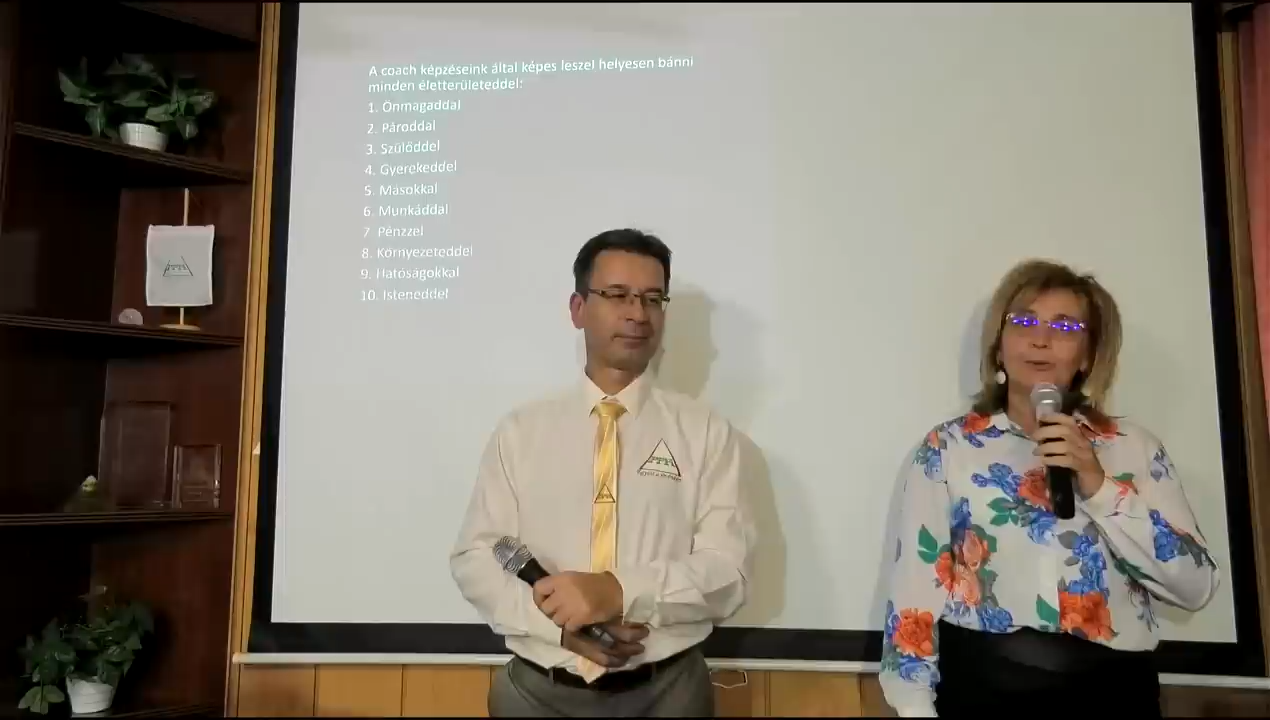 A coach képzéseink által képes leszel helyesen bánni
minden életterületeddel:
1. Önmagaddal
2. Pároddal
3. Szülőddel
4. Gyerekeddel
5. Másokkal
6. Munkáddal
7 Pénzzel
8. Környezeteddel
9. Hatóságokkal
10. Isteneddel